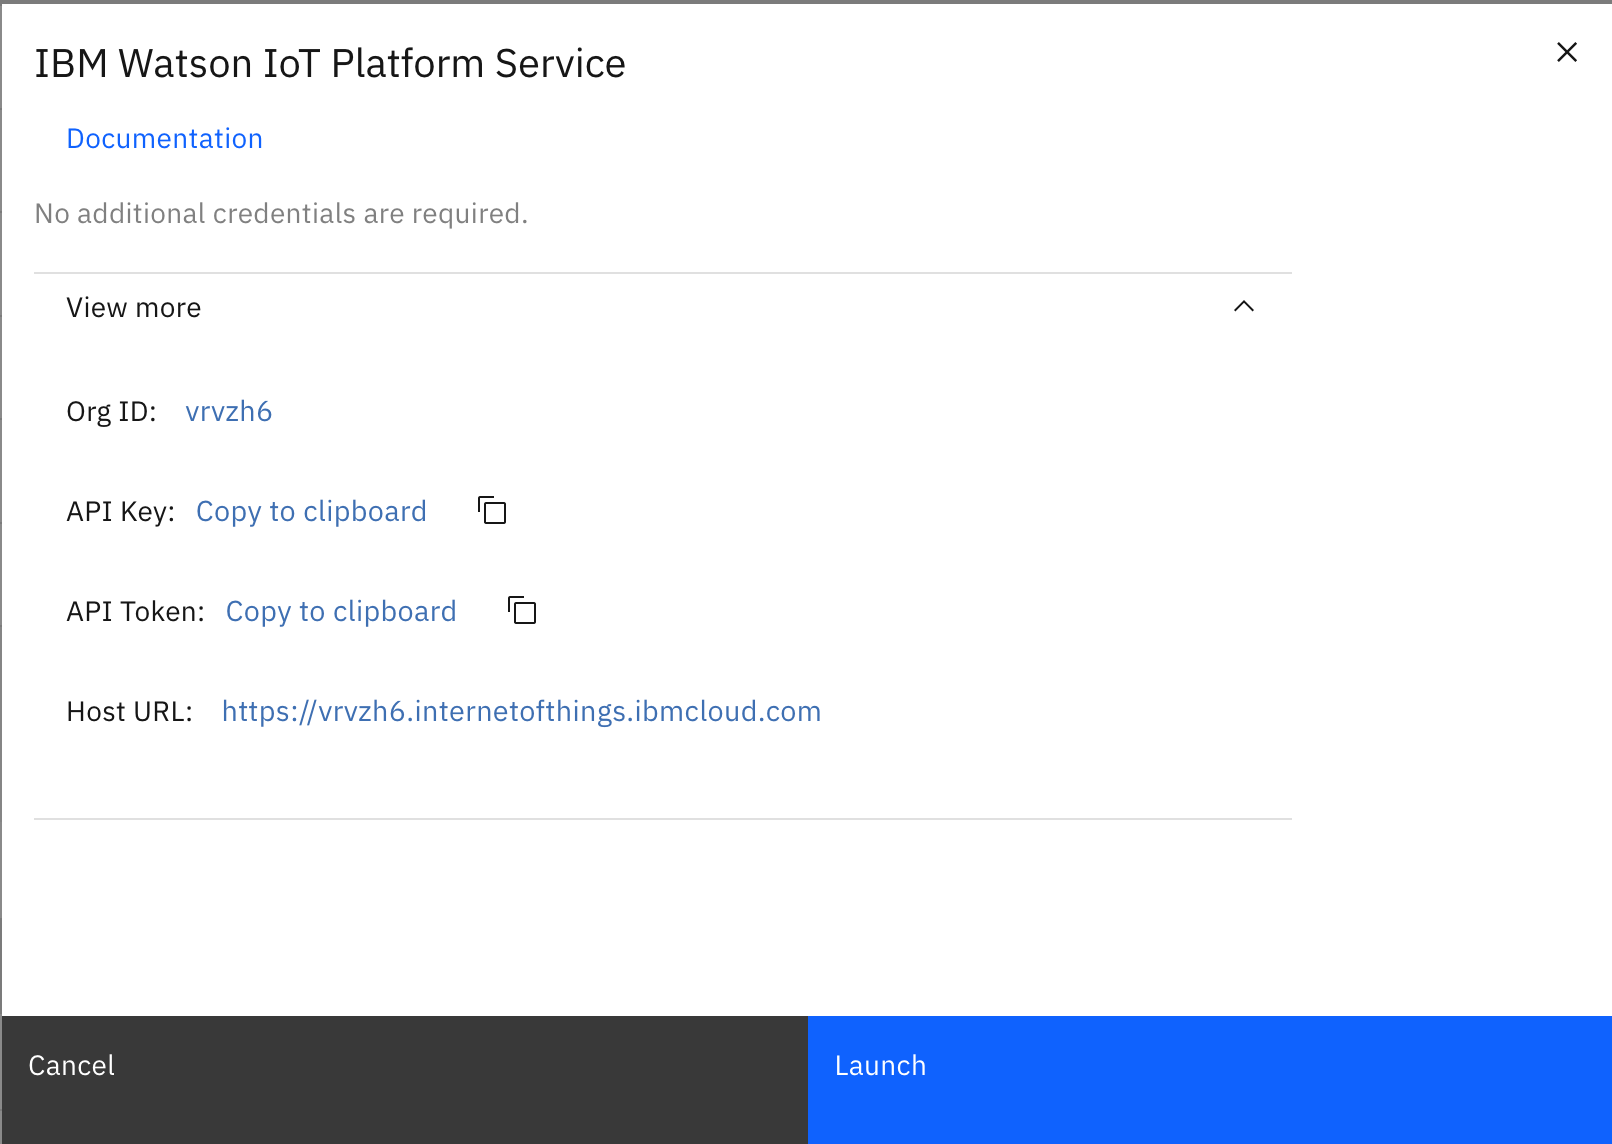 IBM Watson IoT Platform Service
Documentation
No additional credentials are required.
View more
Org ID: vrvzh6
API Key: Copy to clipboard
API Token: Copy to clipboard
Host URL: https://vrvzh6.internetofthings.ibmcloud.com
Cancel
Launch